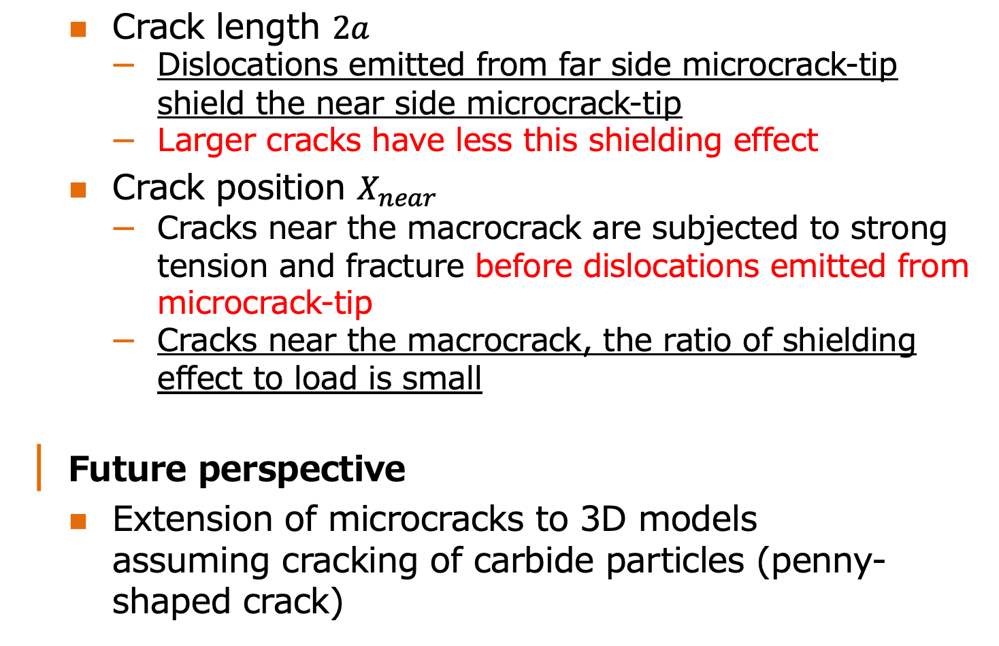 ■ Crack length 2a
– Dislocations emitted from far side microcrack-tip
shield the near side microcrack-tip
– Larger cracks have less this shielding effect
■ Crack position Xnear
– Cracks near the macrocrack are subjected to strong
tension and fracture before dislocations emitted from
microcrack-tip
– Cracks near the macrocrack, the ratio of shielding
effect to load is small
Future perspective
■ Extension of microcracks to 3D models
assuming cracking of carbide particles (penny-
shaped crack)